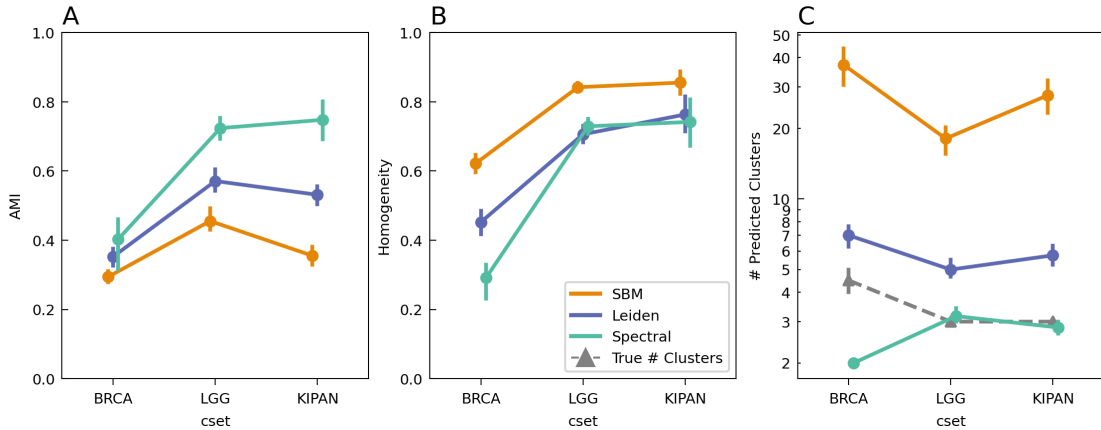 A
AMI
1.0
0.8
0.6
0.4
0.2
0.0
BRCA LGG KIPAN
cset
B
Homogeneity
1.0
0.8
0.6
0.4
0.2
0.0
SBM
Leiden
Spectral
True # Clusters
BRCA LGG KIPAN
cset
C
# Predicted Clusters
50
40
30
20
10
9
8
7
6
5
4
3
2
BRCA LGG KIPAN
cset